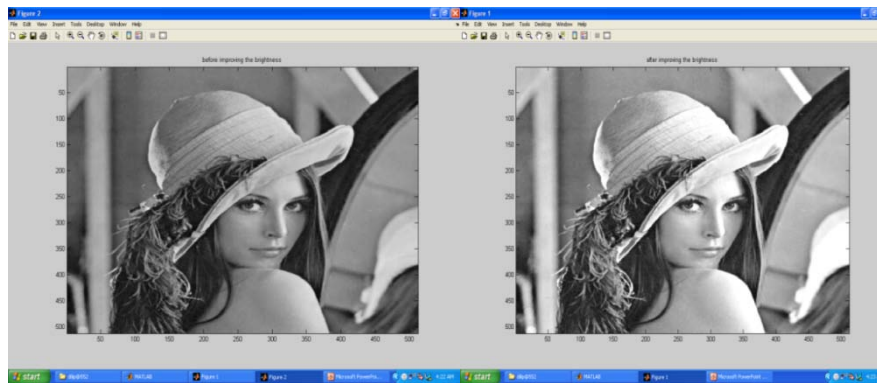 Figure 2
File Edit View Insert Tools Desktop Window Help
before improving the brightness
50
100
150
200
250
300
350
400
450
500
50 100 150 200 250 300 350 400 450 500
start
MATLAB
Figure 1
Figure 2
Microsoft PowerPo...
4:22 AM
Figure 1
File Edit View Insert Tools Desktop Window Help
after improving the brightness
50
100
150
200
250
300
350
400
450
500
50 100 150 200 250 300 350 400 450 500
start
MATLAB
Figure 1
Microsoft PowerPoint ...